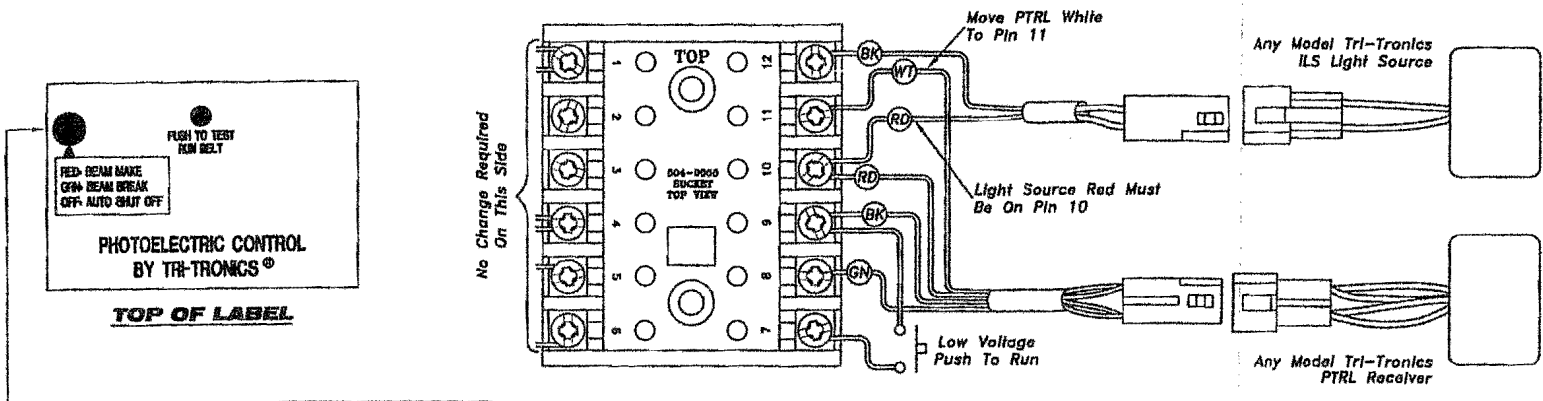 PUSH TO TEST
RUN BELT
RED- BEAM MAKE
GRN- BEAM BREAK
OFF- AUTO SHUT OFF
PHOTOELECTRIC CONTROL
BY TRI-TRONICS®
TOP OF LABEL
No Change Required
On This Side
1
2
3
4
5
6
TOP
SOCKET
TOP VIEW
12
11
10
9
8
7
BK
WT
RD
RD
BK
GN
Move PTRL White
To Pin 11
Light Source Red Must
Be On Pin 10
Low Voltage
Push To Run
Any Model Tri-Tronics
ILS Light Source
Any Model Tri-Tronics
PTRL Receiver